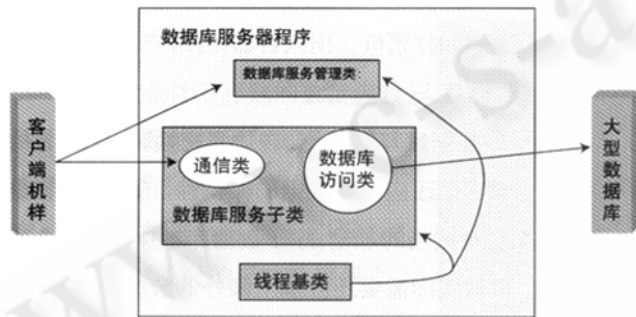 数据库服务器程序
数据库服务管理类:
客户端机样
通信类
数据库
访问类
数据库服务子类
线程基类
大型数据库